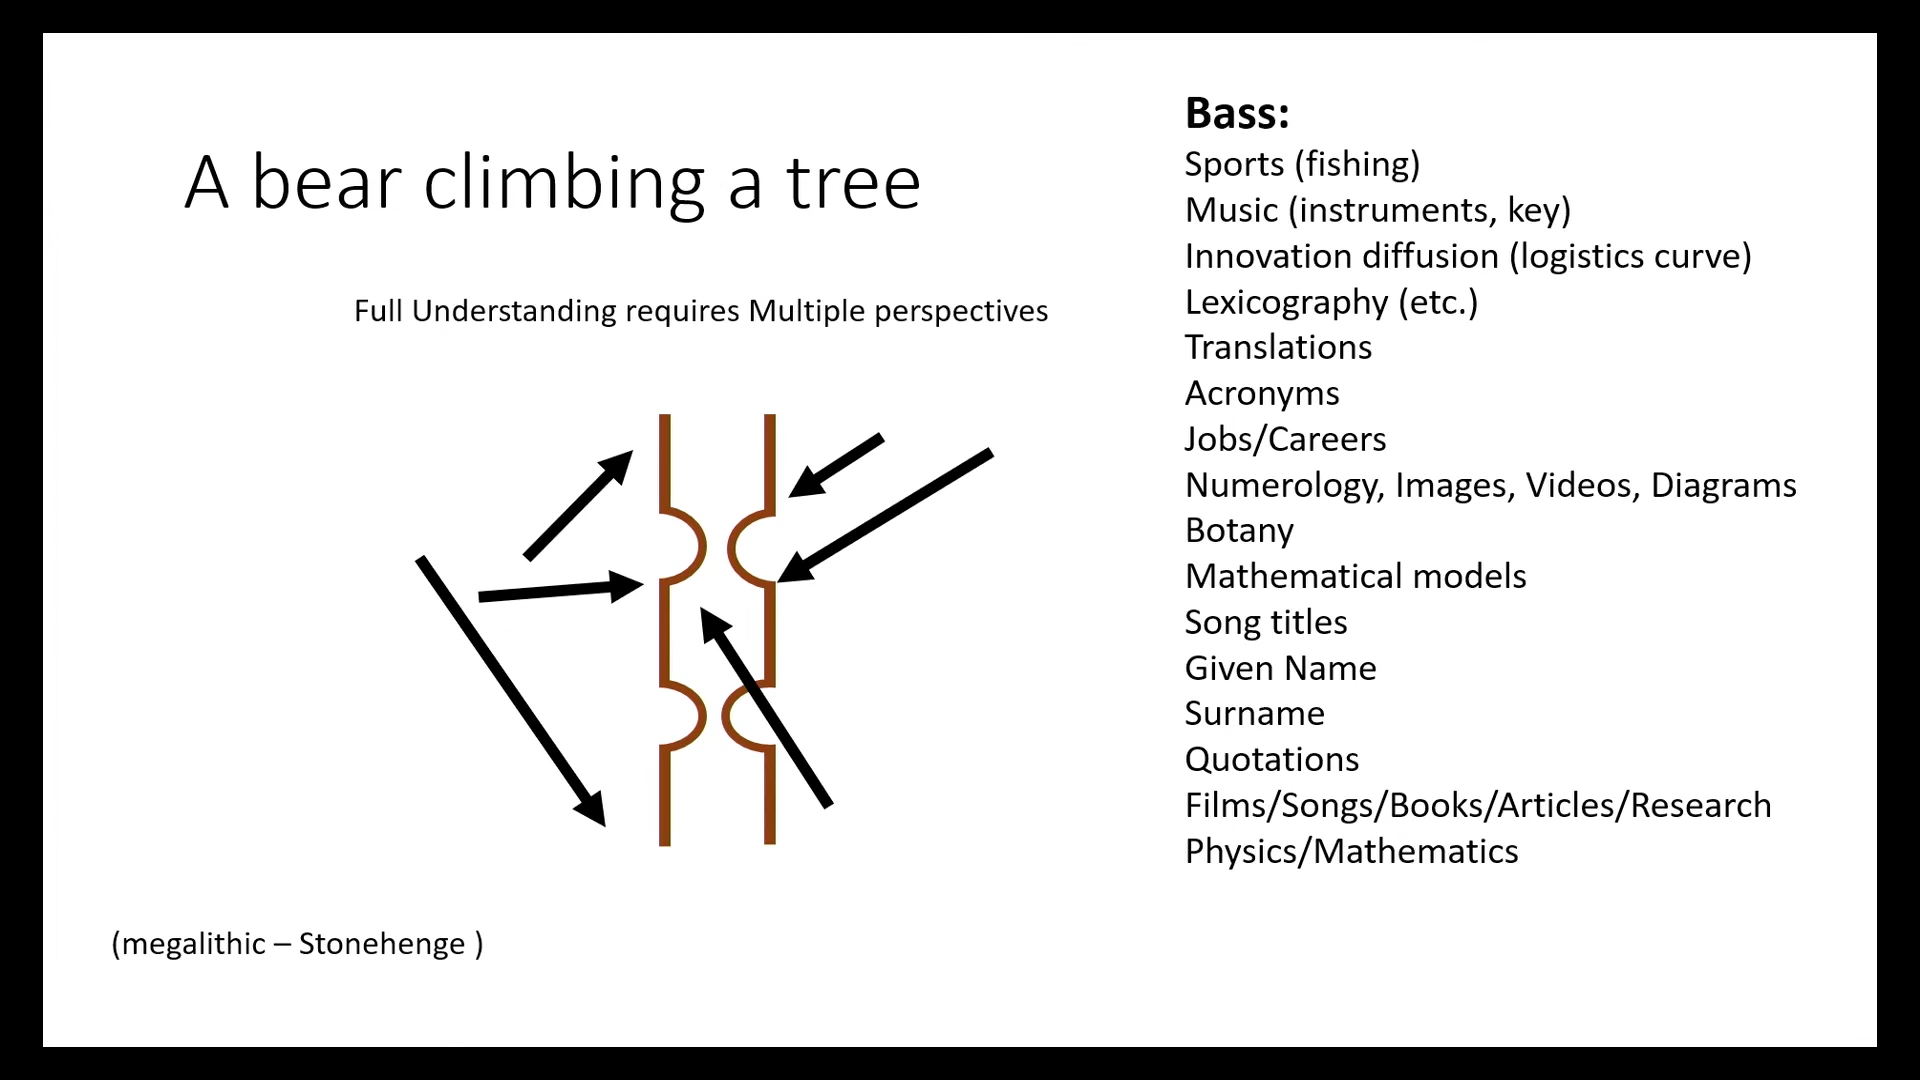 A bear climbing a tree
Full Understanding requires Multiple perspectives
(megalithic – Stonehenge )
Bass:
Sports (fishing)
Music (instruments, key)
Innovation diffusion (logistics curve)
Lexicography (etc.)
Translations
Acronyms
Jobs/Careers
Numerology, Images, Videos, Diagrams
Botany
Mathematical models
Song titles
Given Name
Surname
Quotations
Films/Songs/Books/Articles/Research
Physics/Mathematics